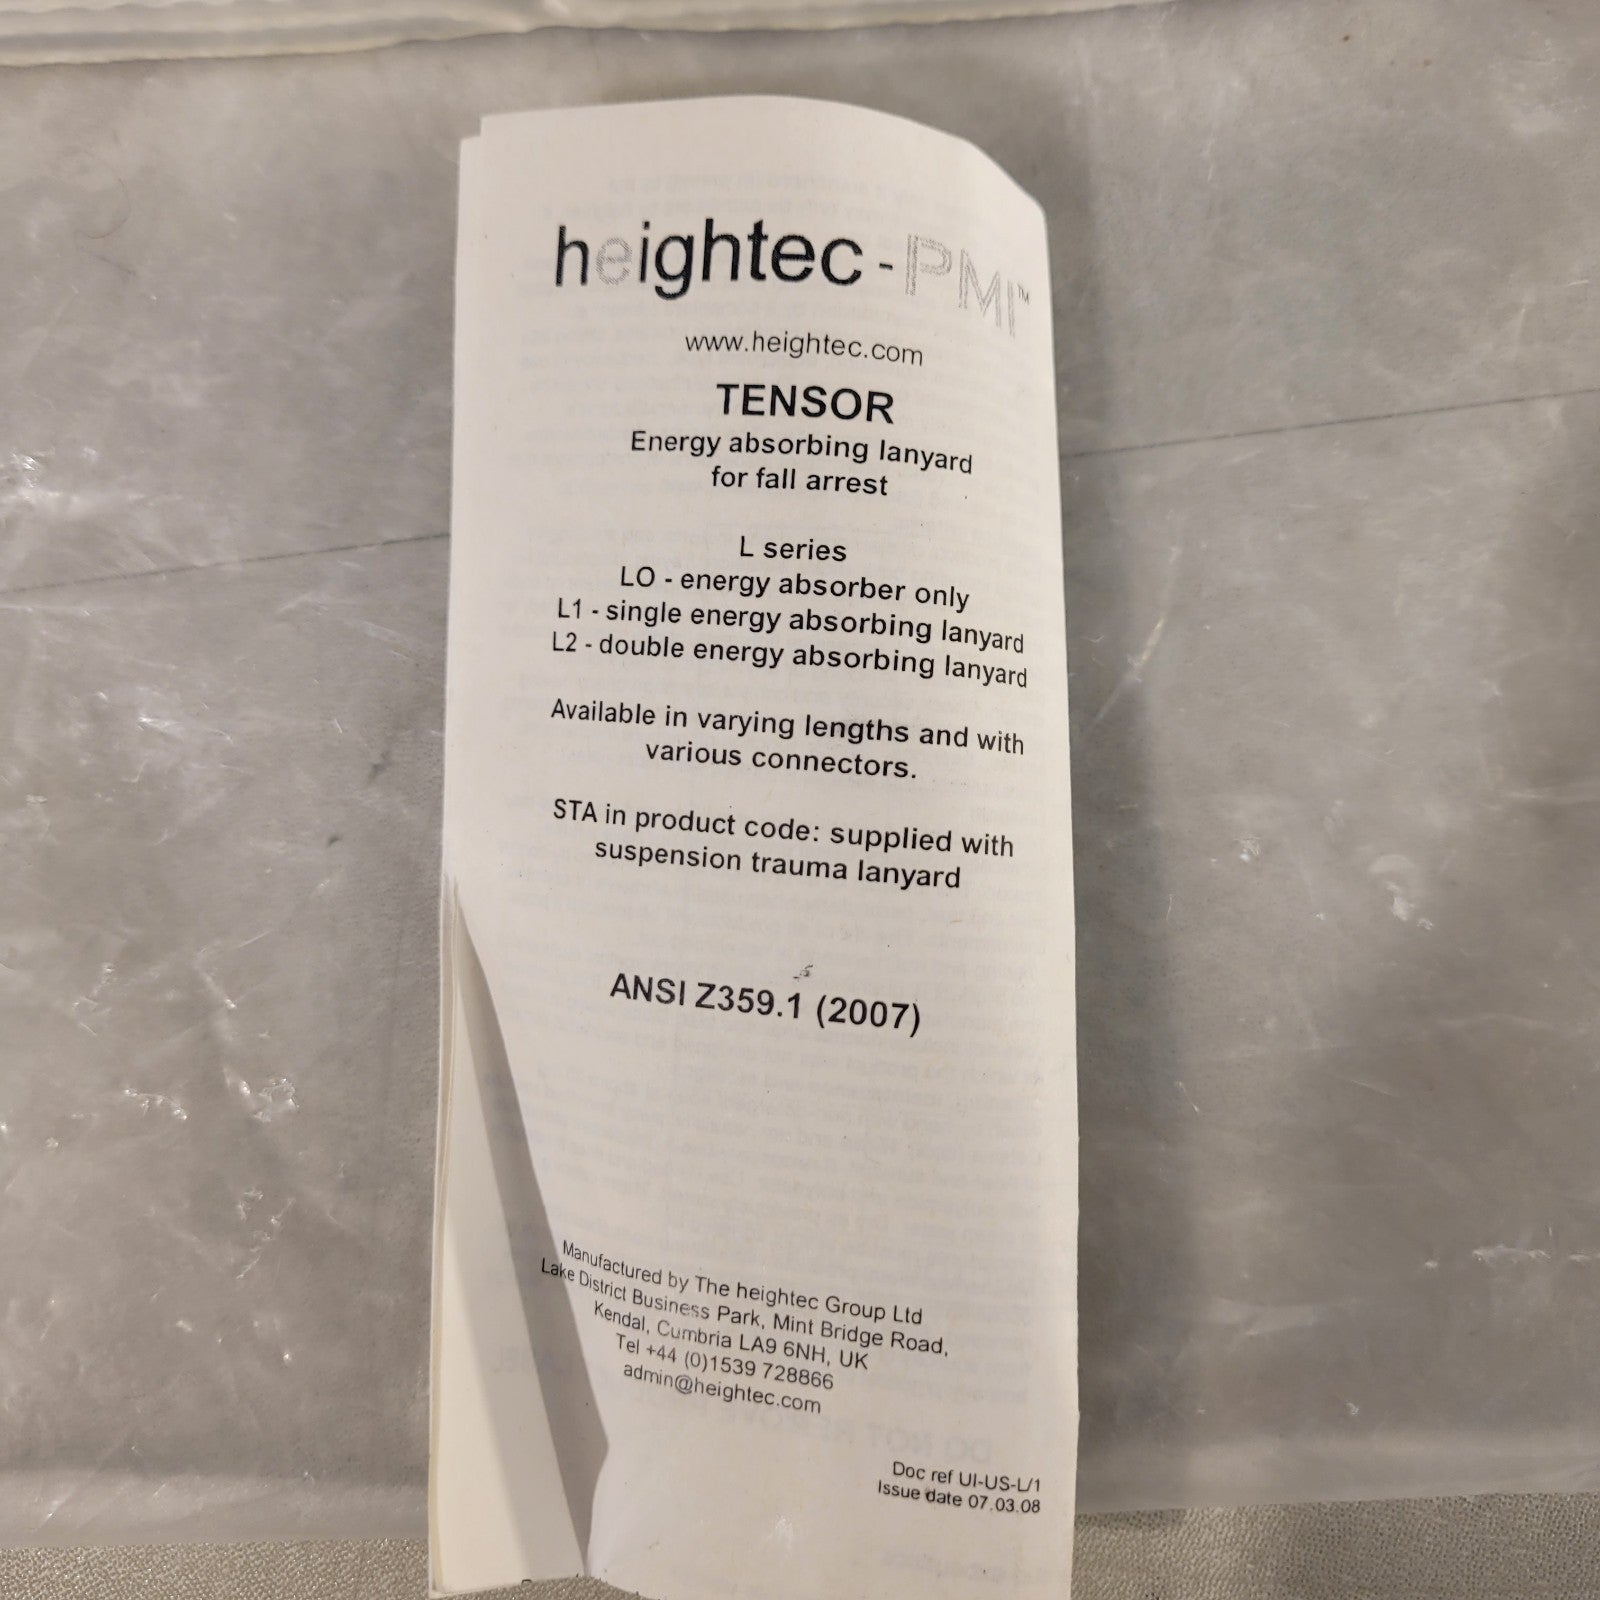 heightec - PMI™
www.heightec.com
TENSOR
Energy absorbing lanyard
for fall arrest
L series
LO - energy absorber only
L1 - single energy absorbing lanyard
L2 - double energy absorbing lanyard
Available in varying lengths and with
various connectors.
STA in product code: supplied with
suspension trauma lanyard
ANSI Z359.1 (2007)
Manufactured by The heightec Group Ltd
Lake District Business Park, Mint Bridge Road,
Kendal, Cumbria LA9 6NH, UK
Tel +44 (0)1539 728866
admin@heightec.com
Doc ref UI-US-L/1
Issue date 07.03.08